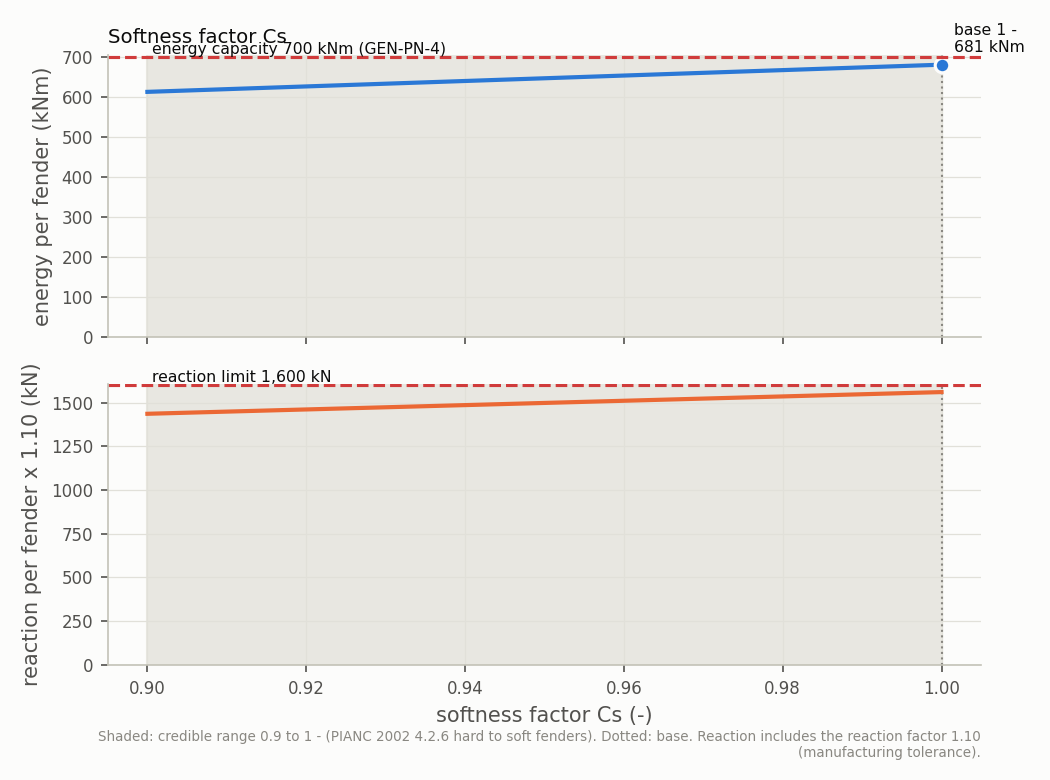 Softness factor Cs
energy capacity 700 kNm (GEN-PN-4)
base 1 -
681 kNm
energy per fender (kNm)
700
600
500
400
300
200
100
0
reaction limit 1,600 kN
reaction per fender x 1.10 (kN)
1500
1250
1000
750
500
250
0
0.90 0.92 0.94 0.96 0.98 1.00
softness factor Cs (-)
Shaded: credible range 0.9 to 1 - (PIANC 2002 4.2.6 hard to soft fenders). Dotted: base. Reaction includes the reaction factor 1.10
(manufacturing tolerance).